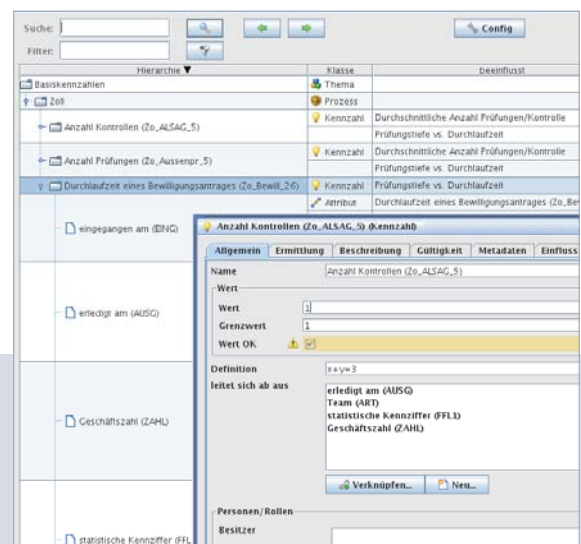 Suche:
Config
Filter:
Hierarchie ▼ Klasse beeinflusst
Basiskennzahlen Thema
Zoll Prozess
Anzahl Kontrollen (Zo_ALSAG_5) Kennzahl Durchschnittliche Anzahl Prüfungen/Kontrolle
Prüfungstiefe vs. Durchlaufzeit
Anzahl Prüfungen (Zo_Aussenpr_5) Kennzahl Durchschnittliche Anzahl Prüfungen/Kontrolle
Prüfungstiefe vs. Durchlaufzeit
Durchlaufzeit eines Bewilligungsantrages (Zo_Bewill_26) Kennzahl Prüfungstiefe vs. Durchlaufzeit
Attribut Durchlaufzeit eines Bewilligungsantrages (Zo_Be
eingegangen am (EING)
erledigt am (AUSG)
Geschäftszahl (ZAHL)
statistische Kennziffer (FFL
Anzahl Kontrollen (Zo_ALSAG_5) (Kennzahl)
Allgemein Ermittlung Beschreibung Gültigkeit Metadaten Einfluss
Name Anzahl Kontrollen (Zo_ALSAG_5)
Wert
Wert 1
Grenzwert 1
Wert OK
Definition x+y=3
leitet sich ab aus
erledigt am (AUSG)
Team (ART)
statistische Kennziffer (FFL1)
Geschäftszahl (ZAHL)
Verknüpfen... Neu...
Personen/Rollen
Besitzer